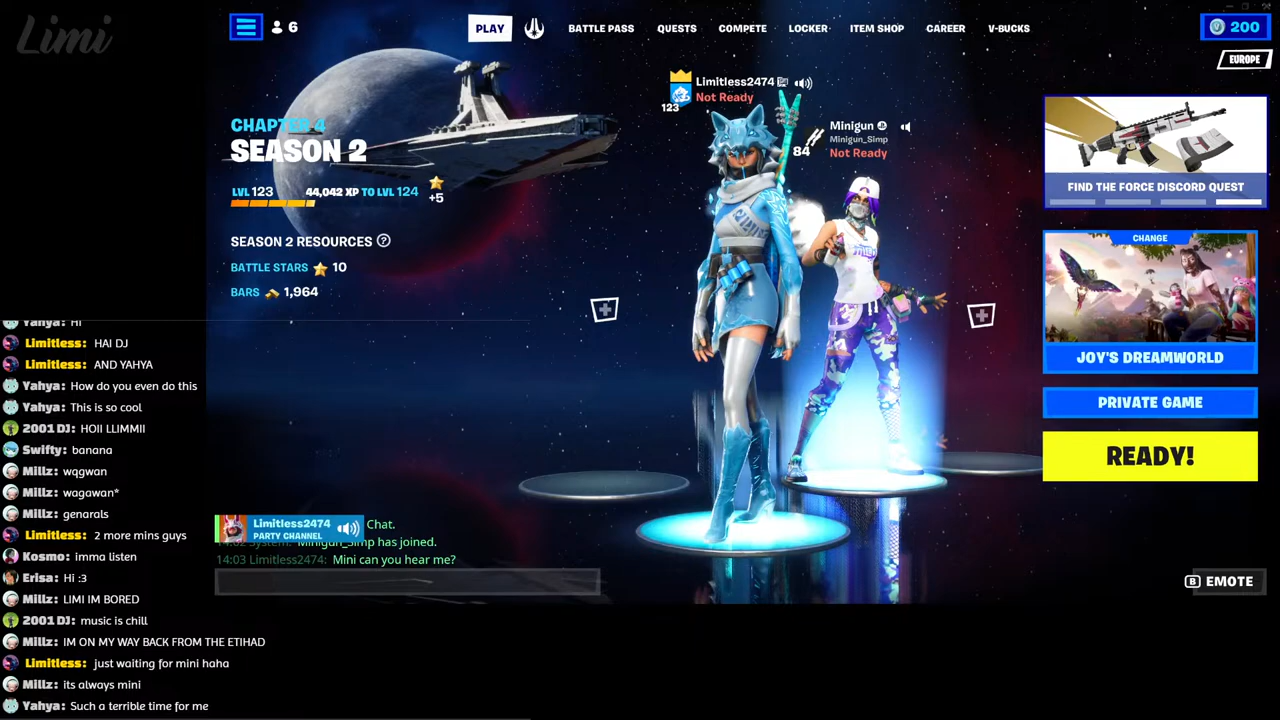 Limi
6
PLAY
BATTLE PASS
QUESTS
COMPETE
LOCKER
ITEM SHOP
CAREER
V-BUCKS
200
EUROPE
Limitless2474
Not Ready
123
Minigun
Minigun_Simp
84
Not Ready
CHAPTER 4
SEASON 2
LVL 123 44,042 XP TO LVL 124
+5
SEASON 2 RESOURCES ?
BATTLE STARS 10
BARS 1,964
FIND THE FORCE DISCORD QUEST
CHANGE
JOY'S DREAMWORLD
PRIVATE GAME
READY!
B EMOTE
Yahya: Hi
Limitless: HAI DJ
Limitless: AND YAHYA
Yahya: How do you even do this
Yahya: This is so cool
2001 DJ: HOII LLIMMII
Swifty: banana
Millz: wqgwan
Millz: wagawan*
Millz: genarals
Limitless: 2 more mins guys
Kosmo: imma listen
Erisa: Hi :3
Millz: LIMI IM BORED
2001 DJ: music is chill
Millz: IM ON MY WAY BACK FROM THE ETIHAD
Limitless: just waiting for mini haha
Millz: its always mini
Yahya: Such a terrible time for me
Limitless2474
PARTY CHANNEL
Chat.
14:02 System: Minigun_Simp has joined.
14:03 Limitless2474: Mini can you hear me?